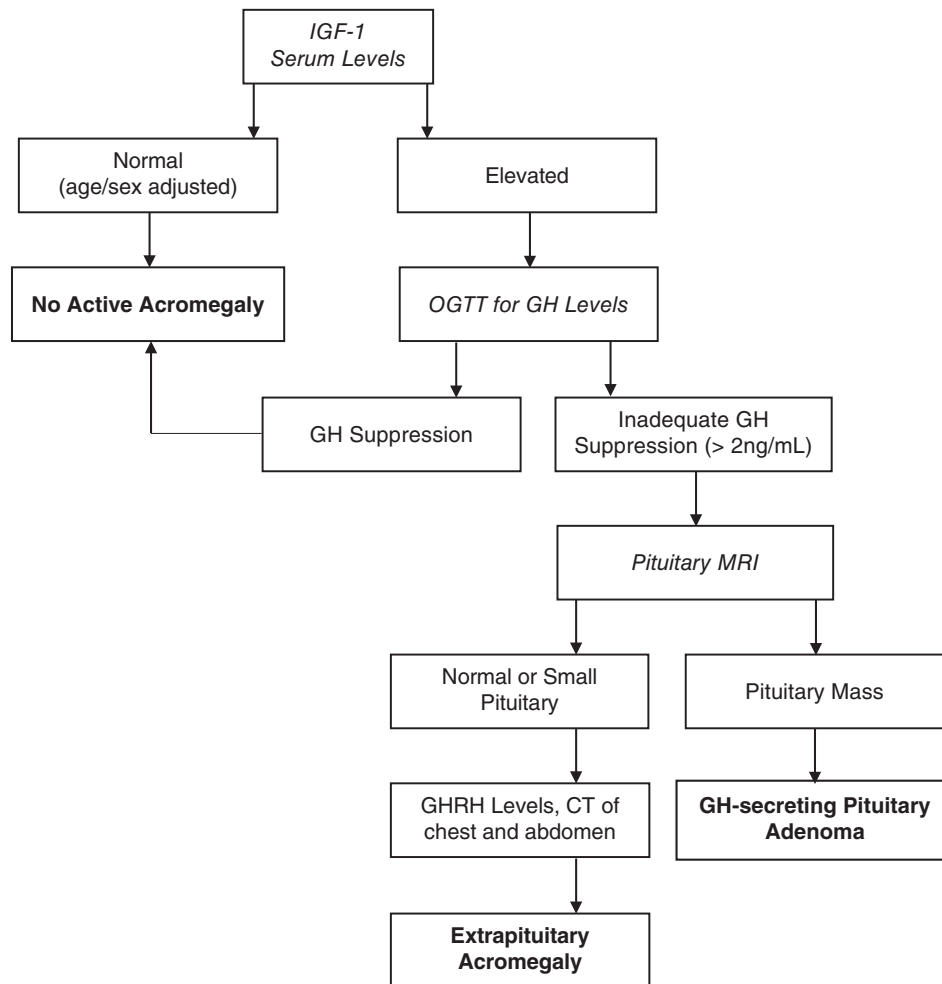 IGF-1
Serum Levels
Normal
(age/sex adjusted)
Elevated
No Active Acromegaly
OGTT for GH Levels
GH Suppression
Inadequate GH
Suppression (> 2ng/mL)
Pituitary MRI
Normal or Small
Pituitary
Pituitary Mass
GHRH Levels, CT of
chest and abdomen
GH-secreting Pituitary
Adenoma
Extrapituitary
Acromegaly